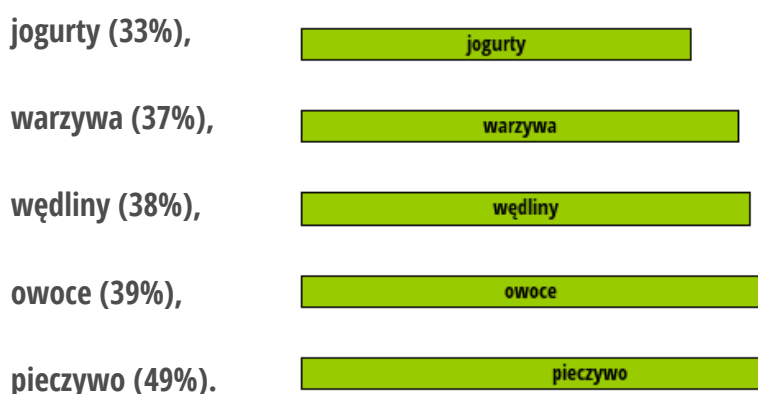 jogurty (33%),
jogurty
warzywa (37%),
warzywa
wędliny (38%),
wędliny
owoce (39%),
owoce
pieczywo (49%).
pieczywo